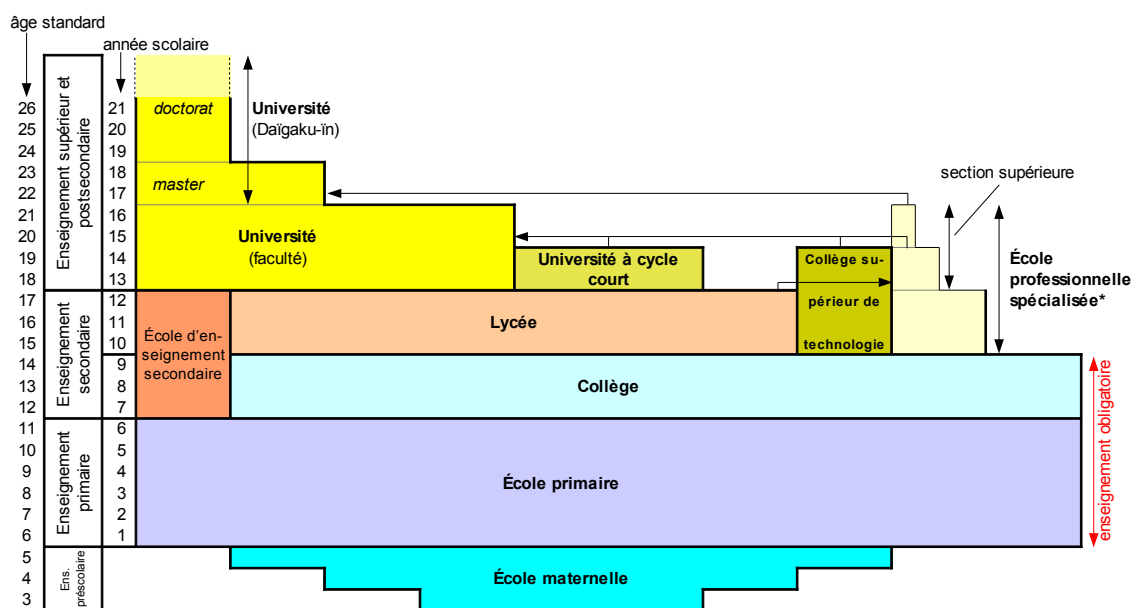 âge standard
année scolaire
Enseignement supérieur et
postsecondaire
26
25
24
23
22
21
20
19
18
21
20
19
18
17
16
15
14
13
doctorat
master
Université
(Daïgaku-ïn)
Université
(faculté)
Université à cycle
court
Collège su-
périeur de
technologie
section supérieure
École
professionnelle
spécialisée*
Enseignement
secondaire
17
16
15
14
13
12
12
11
10
9
8
7
École d'en-
seignement
secondaire
Lycée
Collège
Enseignement
primaire
11
10
9
8
7
6
6
5
4
3
2
1
École primaire
enseignement obligatoire
Ens.
préscolaire
5
4
3
École maternelle